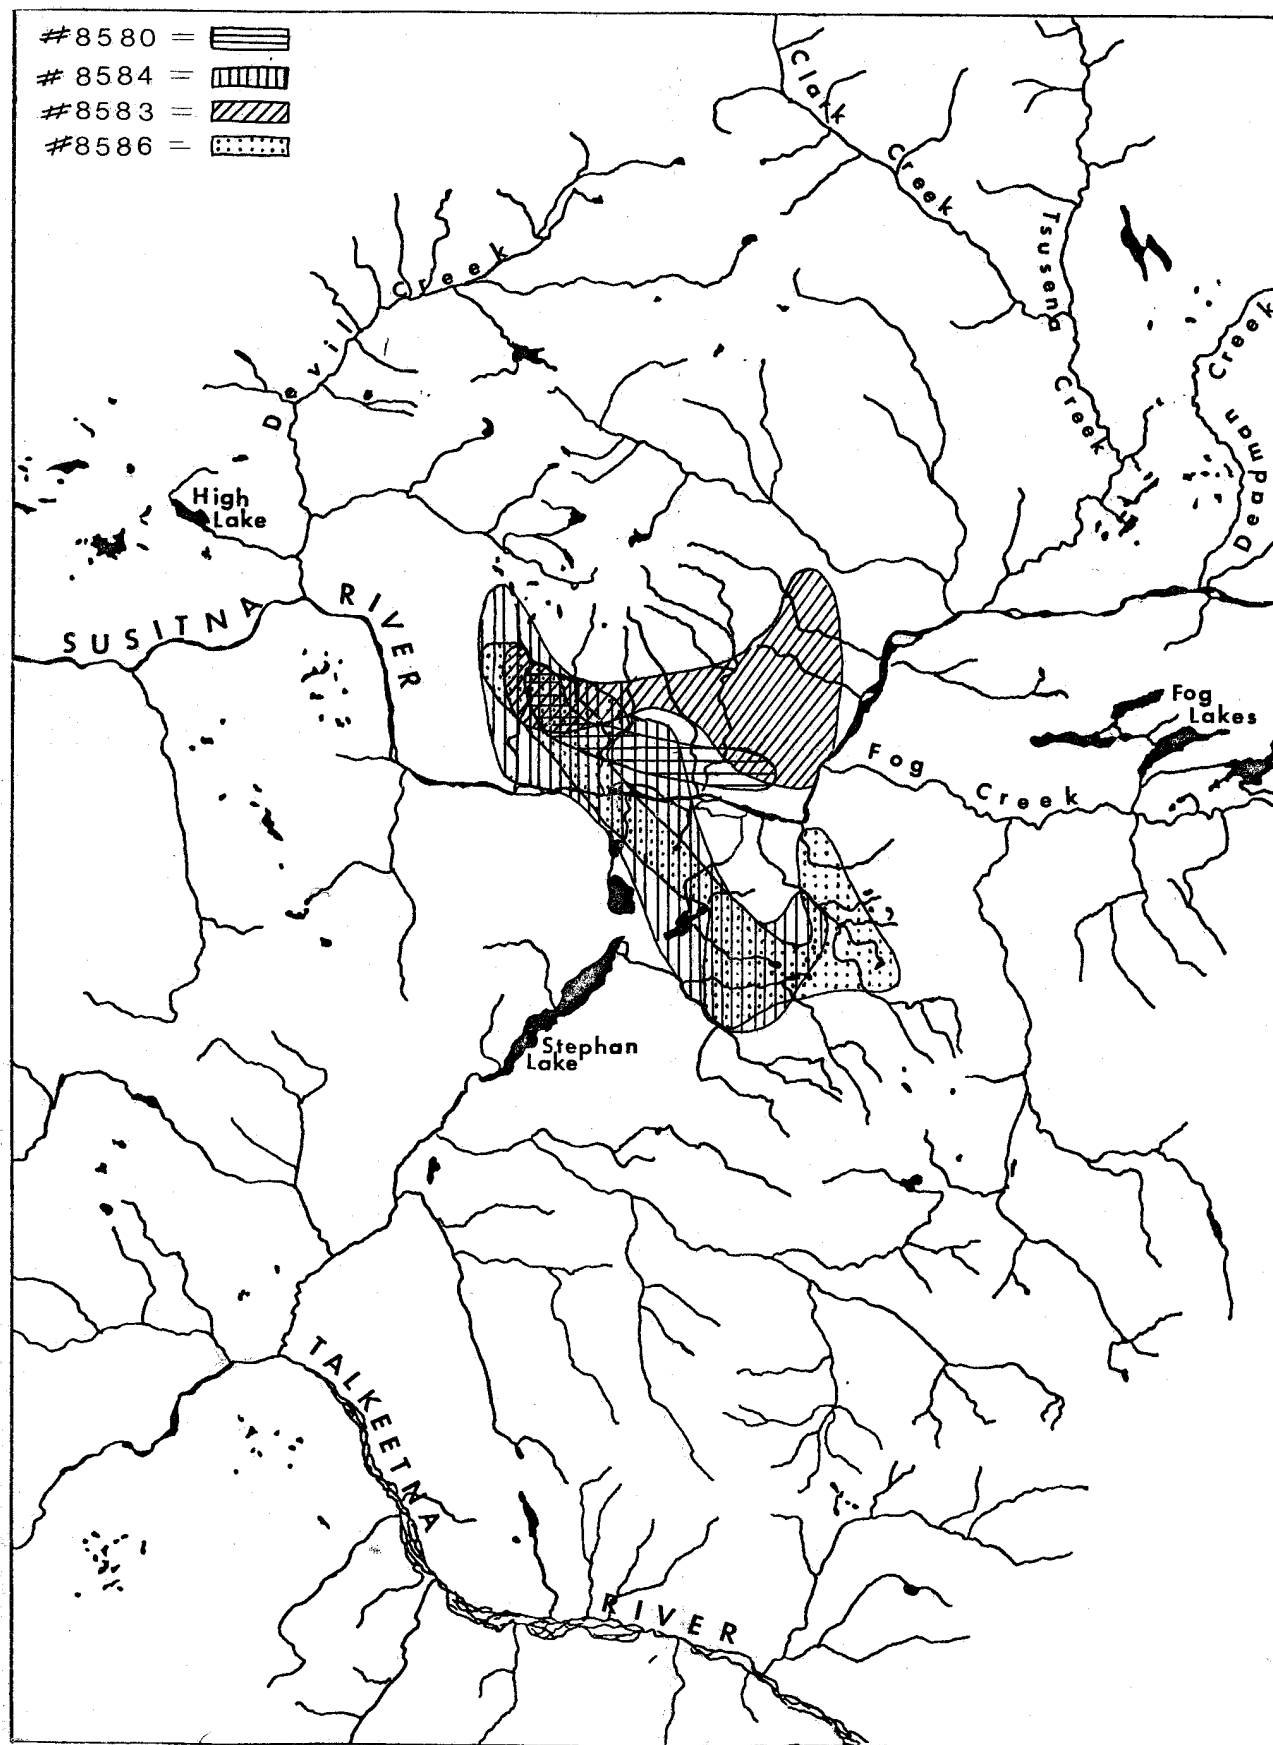 #8580 =
# 8584 =
#8583 =
#8586 =
Clark
Creek
Tsusena
Creek
Devil Creek
Creek
Deadman
High
Lake
SUSITNA RIVER
Fog
Lakes
Fog Creek
Stephan
Lake
TALKEETNA
RIVER